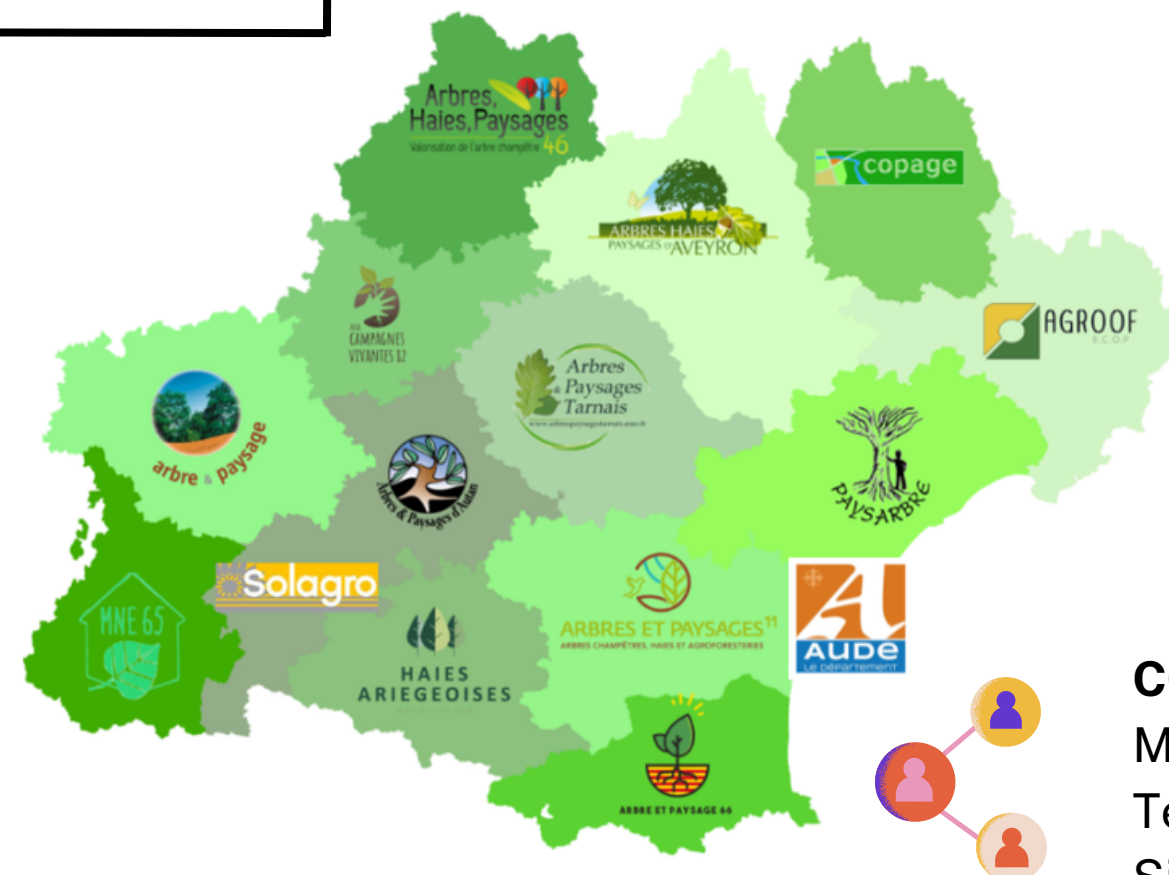 Arbres,
Haies,Paysages
Valorisation de l'arbre champêtre 46
copage
ARBRES HAIES
PAYSAGES D'AVEYRON
AGROOF
S.C.O.P.
CAMPAGNES
VIVANTES 82
Arbres
& Paysages
Tarnais
arbre & paysage
Arbres & Paysages d'Autan
PAYSARBRE
Solagro
MNE 65
ARBRES ET PAYSAGES 11
ARBRES CHAMPÊTRES, HAIES ET AGROFORESTERIES
AUDe
LE DÉPARTEMENT
HAIES
ARIEGEOISES
ARBRE ET PAYSAGE 66